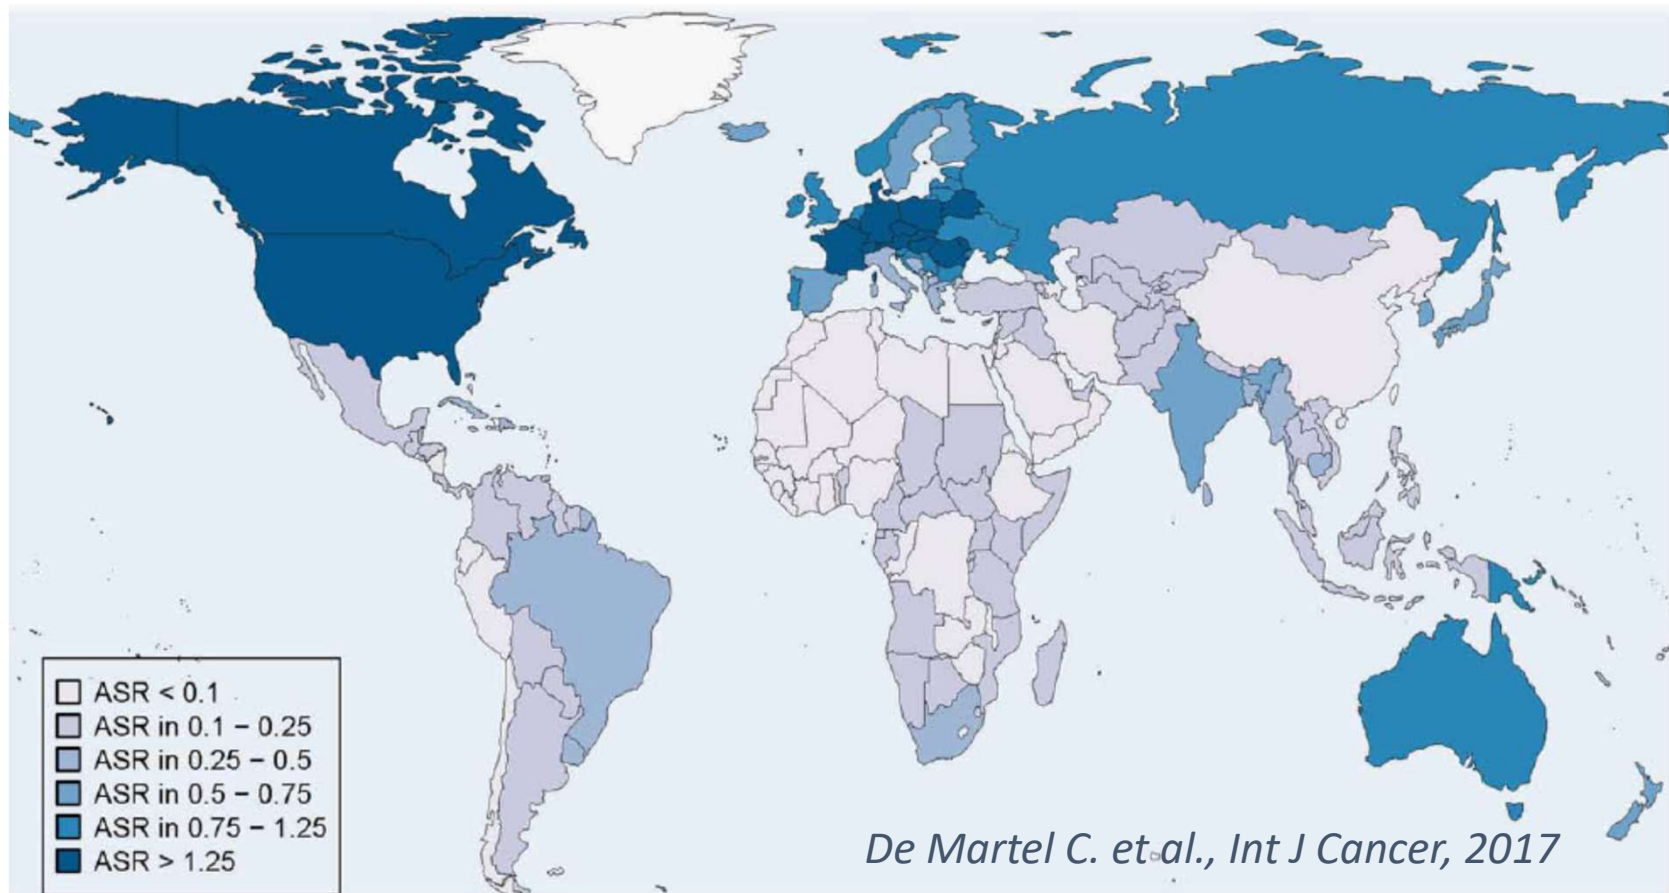 ASR < 0.1
ASR in 0.1 – 0.25
ASR in 0.25 – 0.5
ASR in 0.5 – 0.75
ASR in 0.75 – 1.25
ASR > 1.25
De Martel C. et al., Int J Cancer, 2017